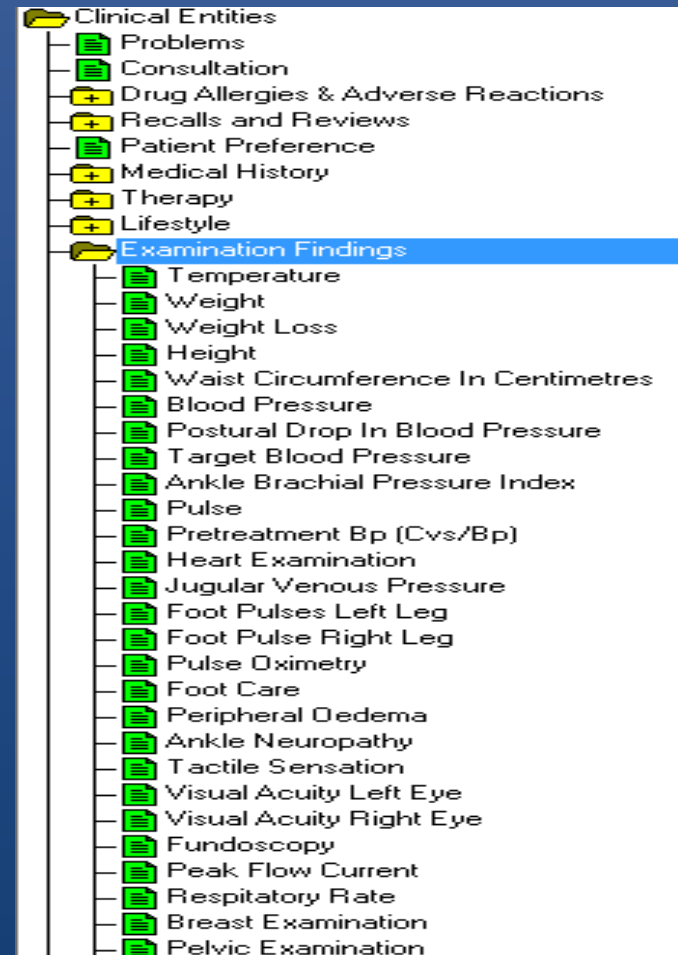 Clinical Entities
Problems
Consultation
Drug Allergies & Adverse Reactions
Recalls and Reviews
Patient Preference
Medical History
Therapy
Lifestyle
Examination Findings
Temperature
Weight
Weight Loss
Height
Waist Circumference In Centimetres
Blood Pressure
Postural Drop In Blood Pressure
Target Blood Pressure
Ankle Brachial Pressure Index
Pulse
Pretreatment Bp (Cvs/Bp)
Heart Examination
Jugular Venous Pressure
Foot Pulses Left Leg
Foot Pulse Right Leg
Pulse Oximetry
Foot Care
Peripheral Oedema
Ankle Neuropathy
Tactile Sensation
Visual Acuity Left Eye
Visual Acuity Right Eye
Fundoscopy
Peak Flow Current
Respitatory Rate
Breast Examination
Pelvic Examination